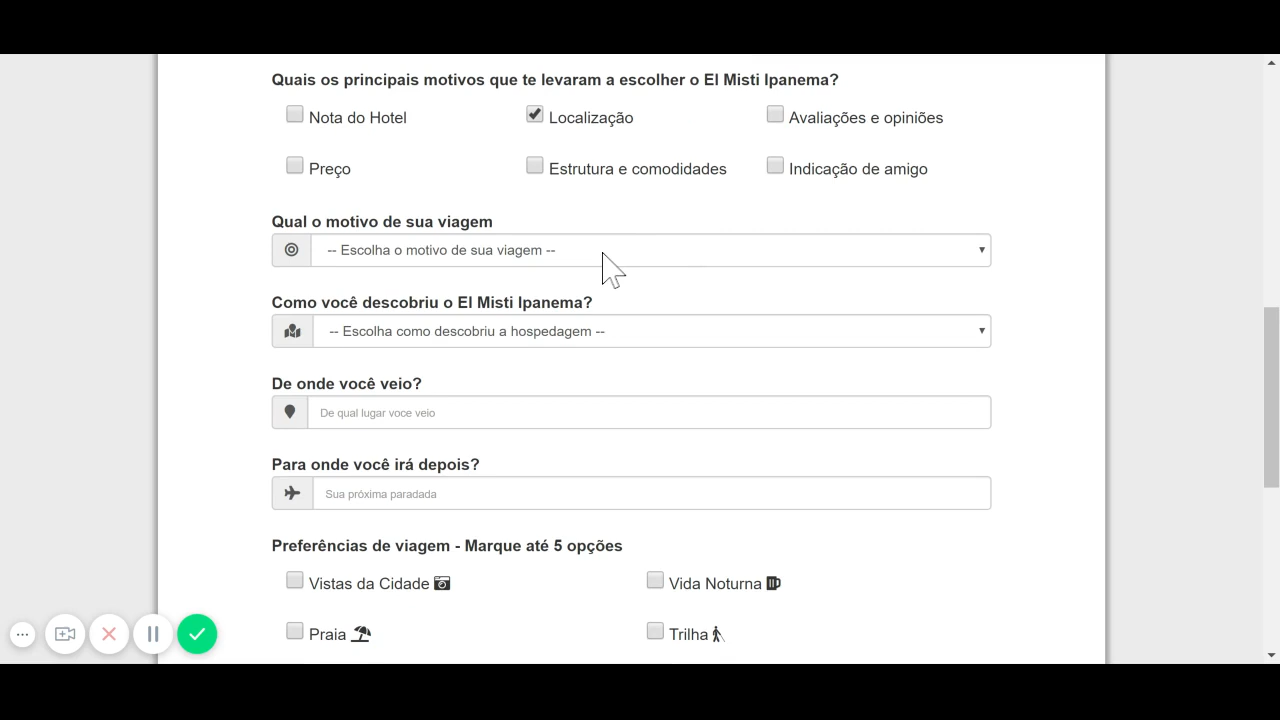 Quais os principais motivos que te levaram a escolher o El Misti Ipanema?
Nota do Hotel
Localização
Avaliações e opiniões
Preço
Estrutura e comodidades
Indicação de amigo
Qual o motivo de sua viagem
-- Escolha o motivo de sua viagem --
Como você descobriu o El Misti Ipanema?
-- Escolha como descobriu a hospedagem --
De onde você veio?
De qual lugar voce veio
Para onde você irá depois?
Sua próxima paradada
Preferências de viagem - Marque até 5 opções
Vistas da Cidade
Vida Noturna
Praia
Trilha